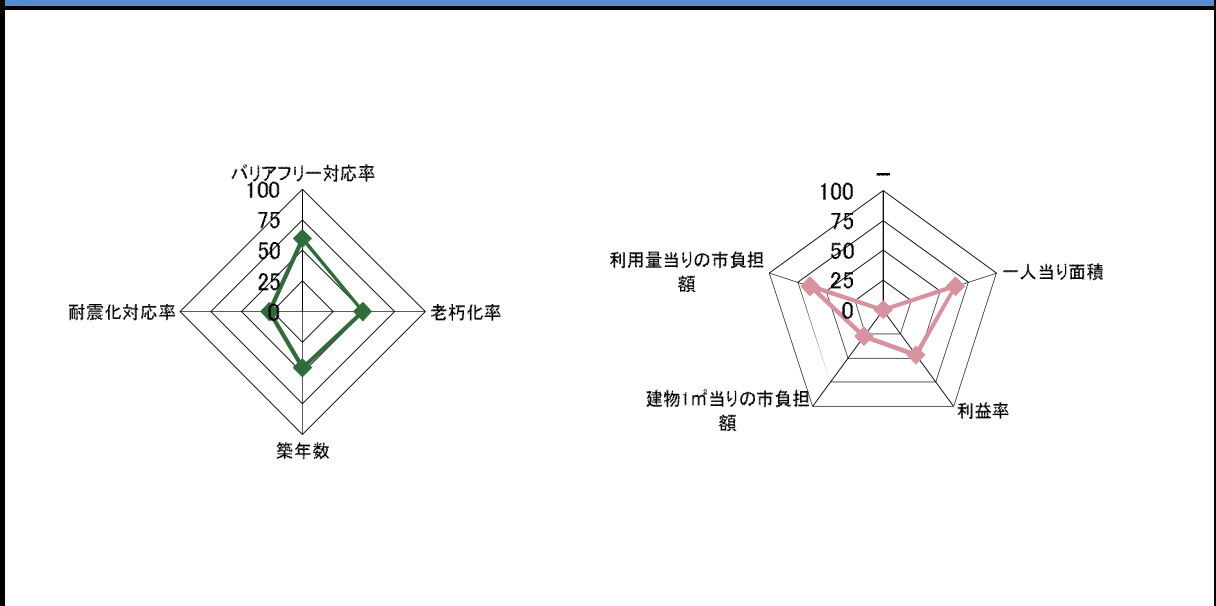 バリアフリー対応率
100
75
50
25
0
耐震化対応率
老朽化率
築年数
ー
100
75
50
25
0
利用量当りの市負担
額
一人当り面積
建物1㎡当りの市負担
額
利益率